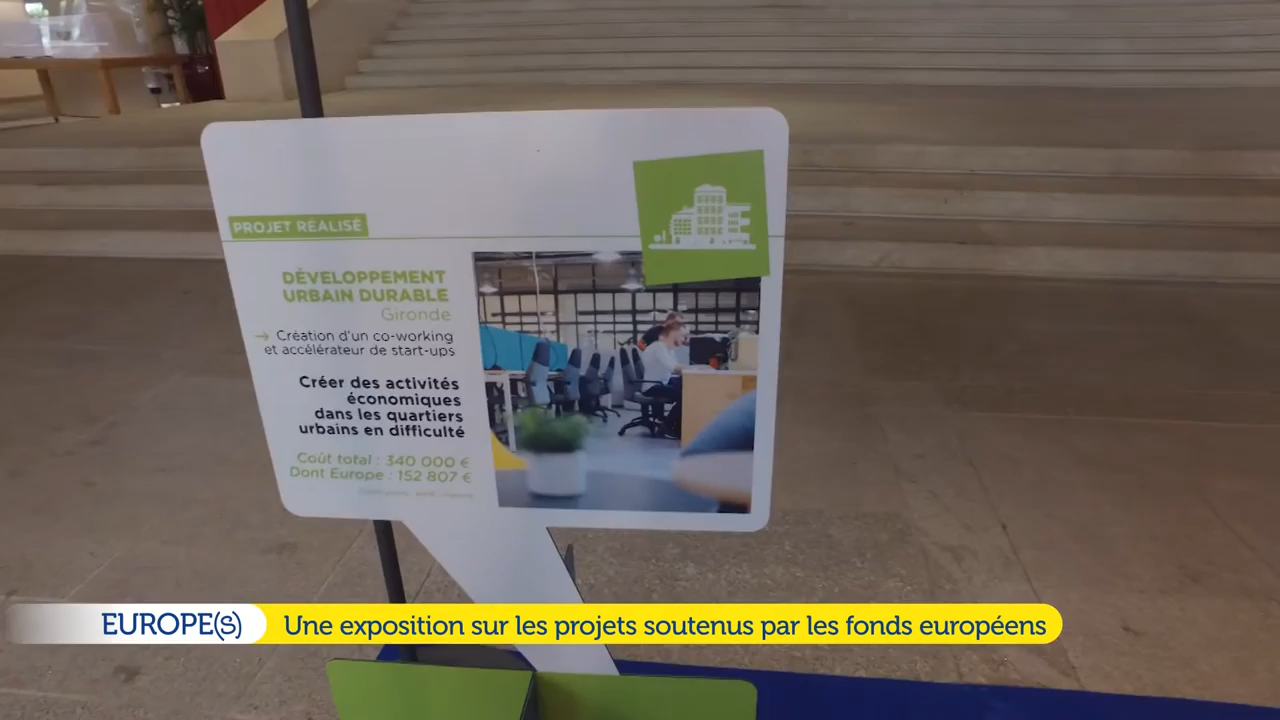 PROJET RÉALISÉ
DÉVELOPPEMENT
URBAIN DURABLE
Gironde
→ Création d'un co-working
et accélérateur de start-ups
Créer des activités
économiques
dans les quartiers
urbains en difficulté
Coût total : 340 000 €
Dont Europe : 152 807 €
EUROPE(s) Une exposition sur les projets soutenus par les fonds européens